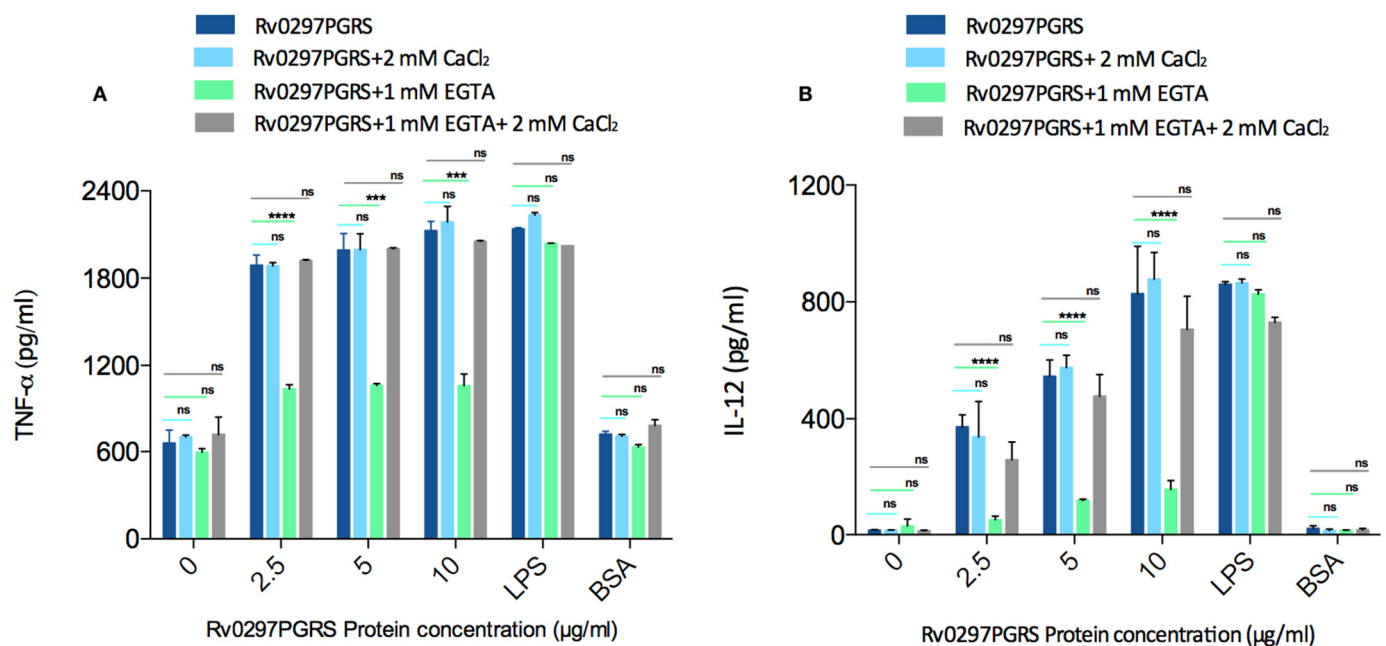 A
Rv0297PGRS
Rv0297PGRS+2 mM CaCl₂
Rv0297PGRS+1 mM EGTA
Rv0297PGRS+1 mM EGTA+ 2 mM CaCl₂
TNF-α (pg/ml)
2400
1800
1200
600
0
ns
ns
ns
ns
****
ns
ns
***
ns
ns
***
ns
ns
ns
ns
ns
ns
ns
0
2.5
5
10
LPS
BSA
Rv0297PGRS Protein concentration (µg/ml)
B
Rv0297PGRS
Rv0297PGRS+ 2 mM CaCl₂
Rv0297PGRS+1 mM EGTA
Rv0297PGRS+1 mM EGTA+ 2 mM CaCl₂
IL-12 (pg/ml)
1200
800
400
0
ns
ns
ns
ns
****
ns
ns
****
ns
ns
****
ns
ns
ns
ns
ns
ns
ns
0
2.5
5
10
LPS
BSA
Rv0297PGRS Protein concentration (µg/ml)